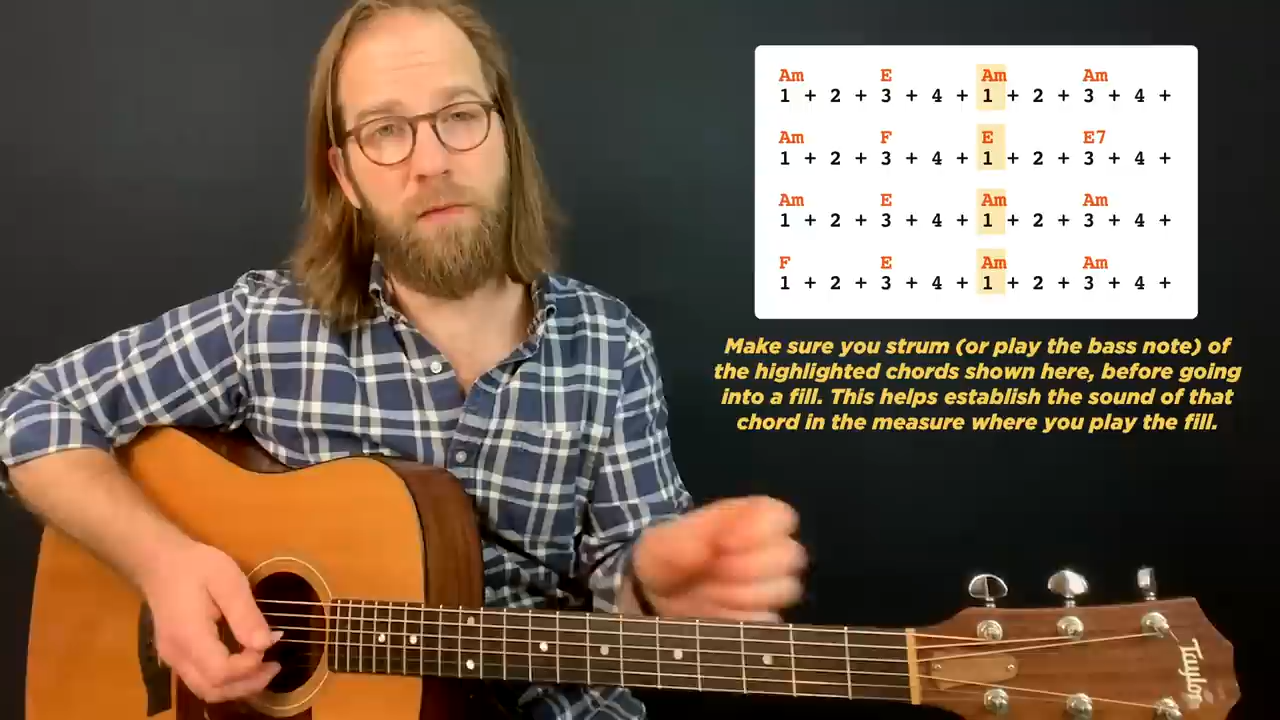 Am E Am Am
1 + 2 + 3 + 4 + 1 + 2 + 3 + 4 +
Am F E E7
1 + 2 + 3 + 4 + 1 + 2 + 3 + 4 +
Am E Am Am
1 + 2 + 3 + 4 + 1 + 2 + 3 + 4 +
F E Am Am
1 + 2 + 3 + 4 + 1 + 2 + 3 + 4 +
Make sure you strum (or play the bass note) of
the highlighted chords shown here, before going
into a fill. This helps establish the sound of that
chord in the measure where you play the fill.
Taylor